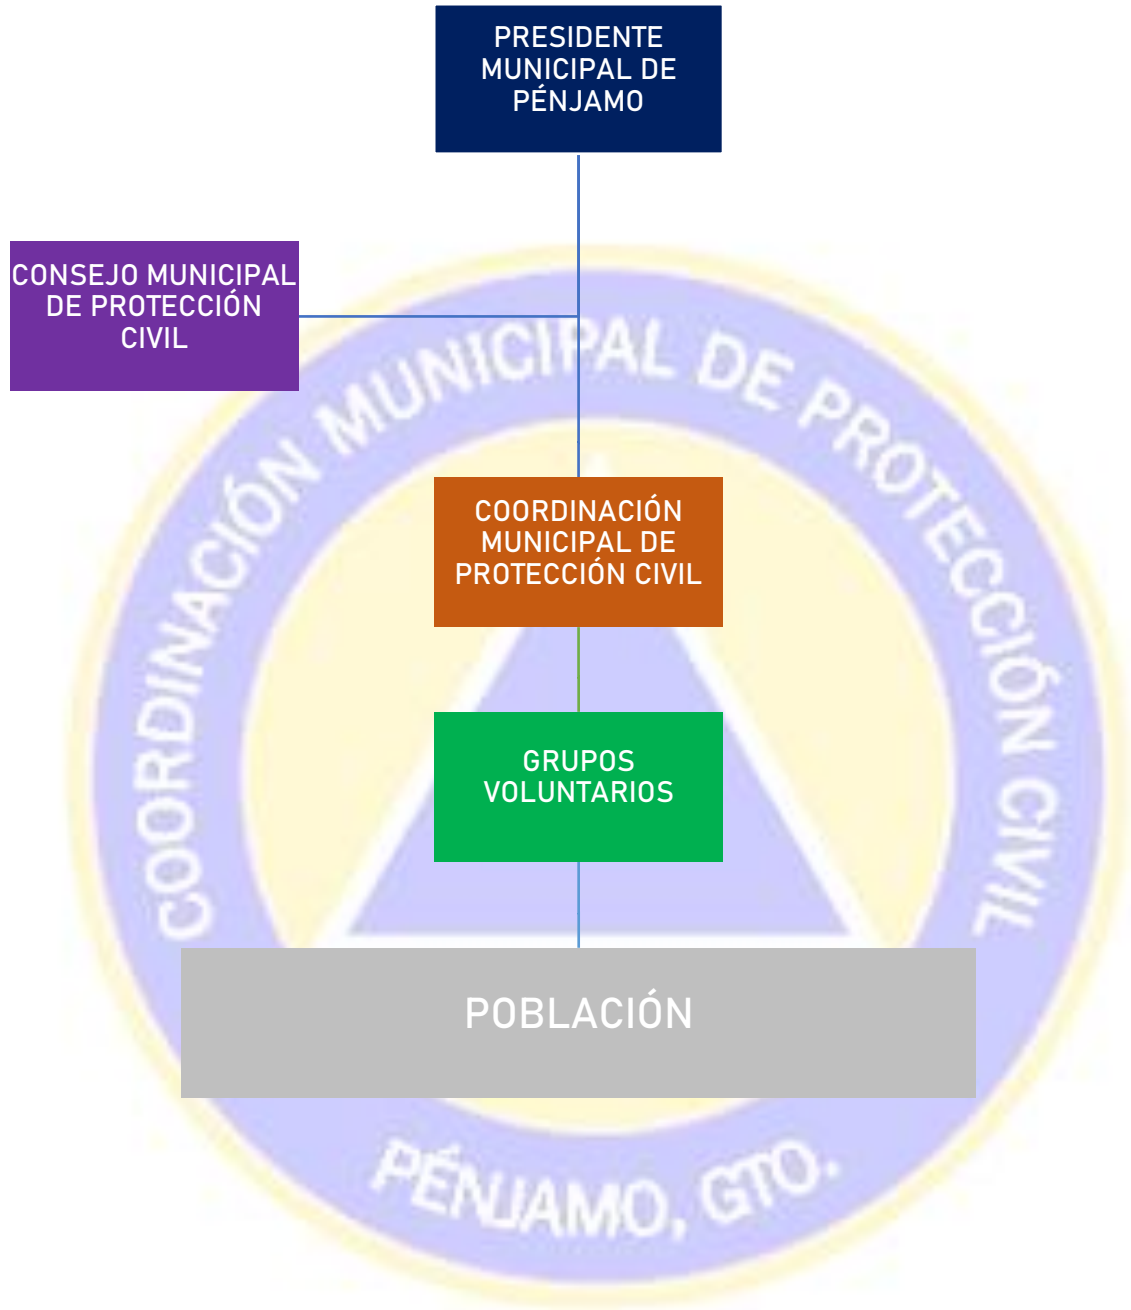 PRESIDENTE
MUNICIPAL DE
PÉNJAMO
CONSEJO MUNICIPAL
DE PROTECCIÓN
CIVIL
COORDINACIÓN MUNICIPAL DE PROTECCIÓN CIVIL
COORDINACIÓN
MUNICIPAL DE
PROTECCIÓN CIVIL
GRUPOS
VOLUNTARIOS
POBLACIÓN
PÉNJAMO, GTO.